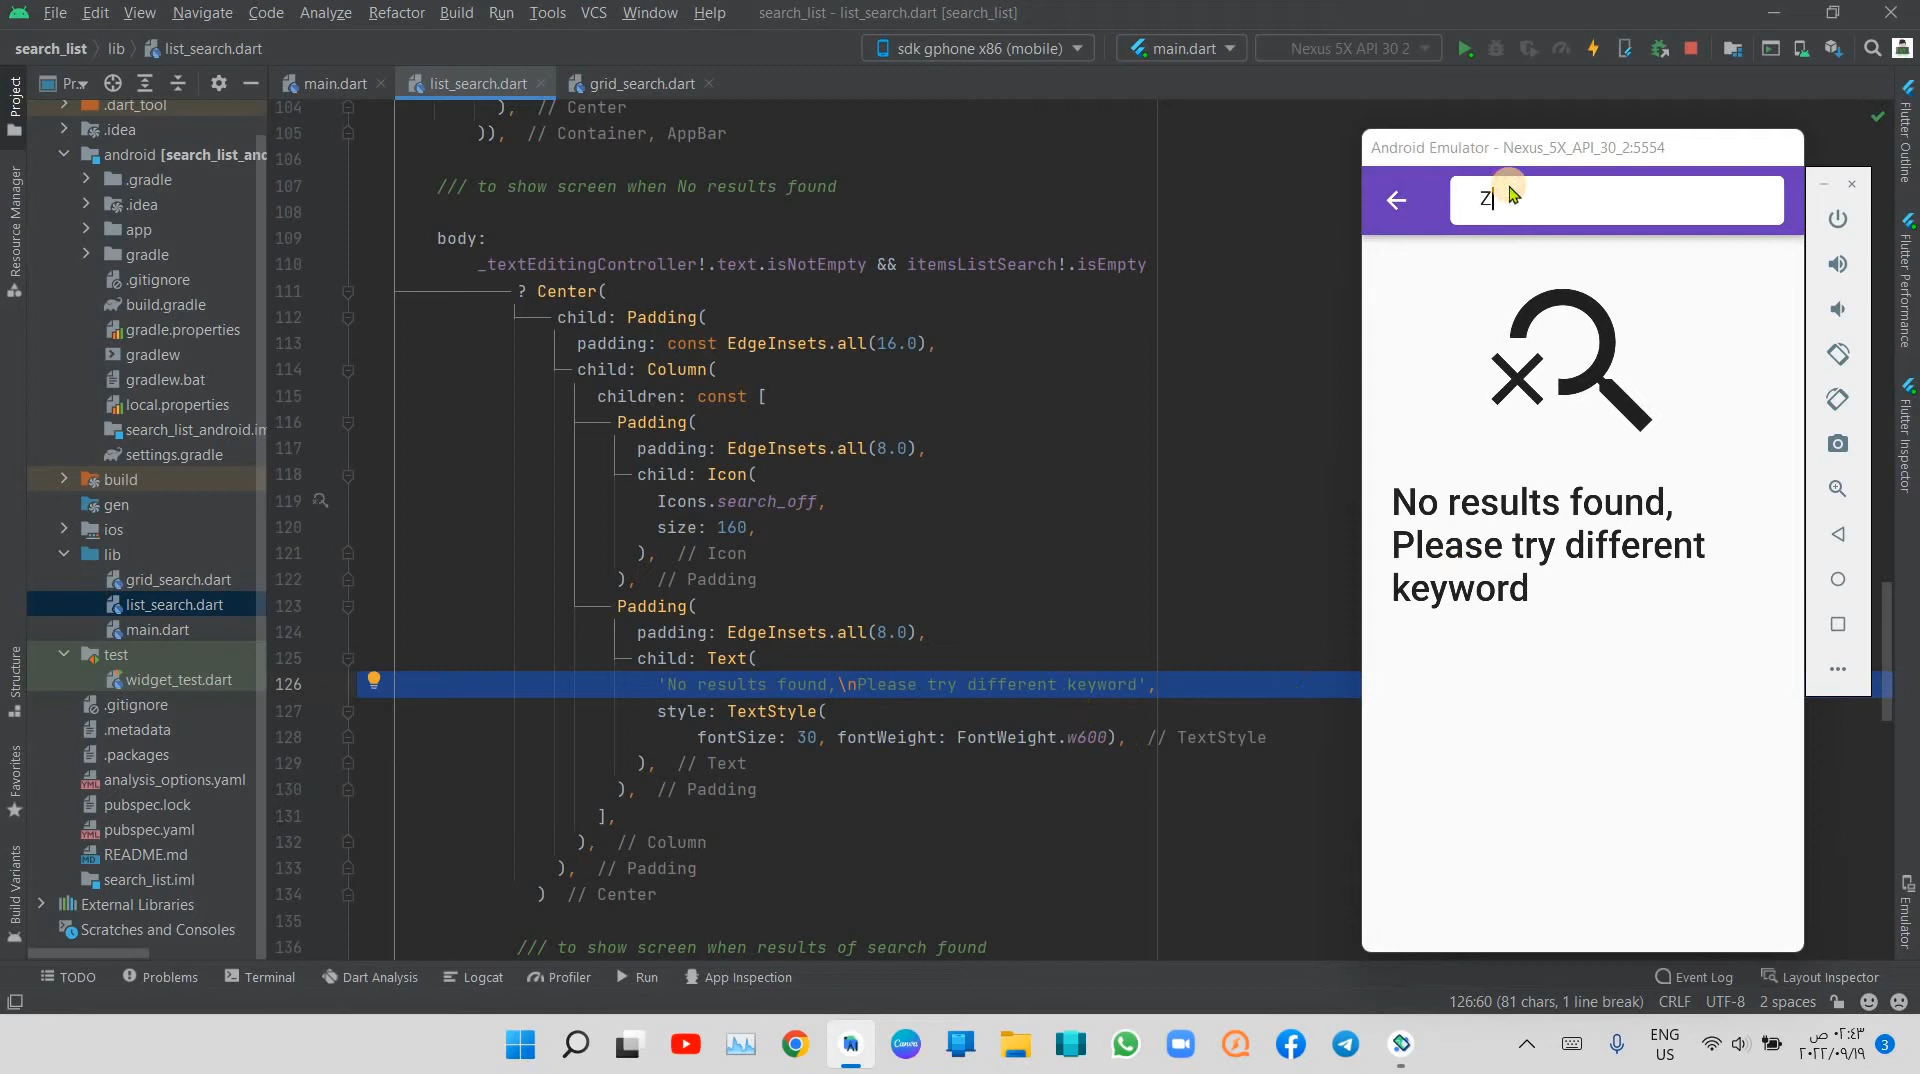 File Edit View Navigate Code Analyze Refactor Build Run Tools VCS Window Help search_list - list_search.dart [search_list]
search_list lib list_search.dart
sdk gphone x86 (mobile) main.dart Nexus 5X API 30 2
Pr...
main.dart list_search.dart grid_search.dart
Project
Resource Manager
Structure
Favorites
Build Variants
.dart_tool
.idea
android [search_list_and
.gradle
.idea
app
gradle
.gitignore
build.gradle
gradle.properties
gradlew
gradlew.bat
local.properties
search_list_android.im
settings.gradle
build
gen
ios
lib
grid_search.dart
list_search.dart
main.dart
test
widget_test.dart
.gitignore
.metadata
.packages
analysis_options.yaml
pubspec.lock
pubspec.yaml
README.md
search_list.iml
External Libraries
Scratches and Consoles
104 ), // Center
105 )), // Container, AppBar
106
107 /// to show screen when No results found
108
109 body:
110 _textEditingController!.text.isNotEmpty && itemsListSearch!.isEmpty
111 ? Center(
112 child: Padding(
113 padding: const EdgeInsets.all(16.0),
114 child: Column(
115 children: const [
116 Padding(
117 padding: EdgeInsets.all(8.0),
118 child: Icon(
119 Icons.search_off,
120 size: 160,
121 ), // Icon
122 ), // Padding
123 Padding(
124 padding: EdgeInsets.all(8.0),
125 child: Text(
126 'No results found,\nPlease try different keyword',
127 style: TextStyle(
128 fontSize: 30, fontWeight: FontWeight.w600), // TextStyle
129 ), // Text
130 ), // Padding
131 ],
132 ), // Column
133 ), // Padding
134 ) // Center
135
136 /// to show screen when results of search found
Android Emulator - Nexus_5X_API_30_2:5554
Z
No results found,
Please try different
keyword
Flutter Outline
Flutter Performance
Flutter Inspector
Emulator
TODO Problems Terminal Dart Analysis Logcat Profiler Run App Inspection Event Log Layout Inspector
126:60 (81 chars, 1 line break) CRLF UTF-8 2 spaces
Canva
ENG
US
٠٢:٤٣ ص
٢٠٢٢/٠٩/١٩
3